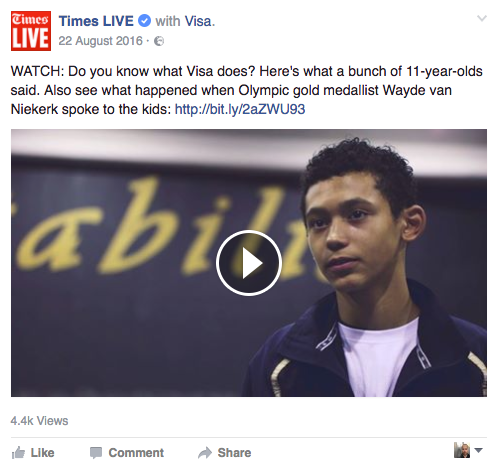 Times
LIVE
Times LIVE with Visa.
22 August 2016 ·
WATCH: Do you know what Visa does? Here's what a bunch of 11-year-olds
said. Also see what happened when Olympic gold medallist Wayde van
Niekerk spoke to the kids: http://bit.ly/2aZWU93
abili
4.4k Views
Like Comment Share